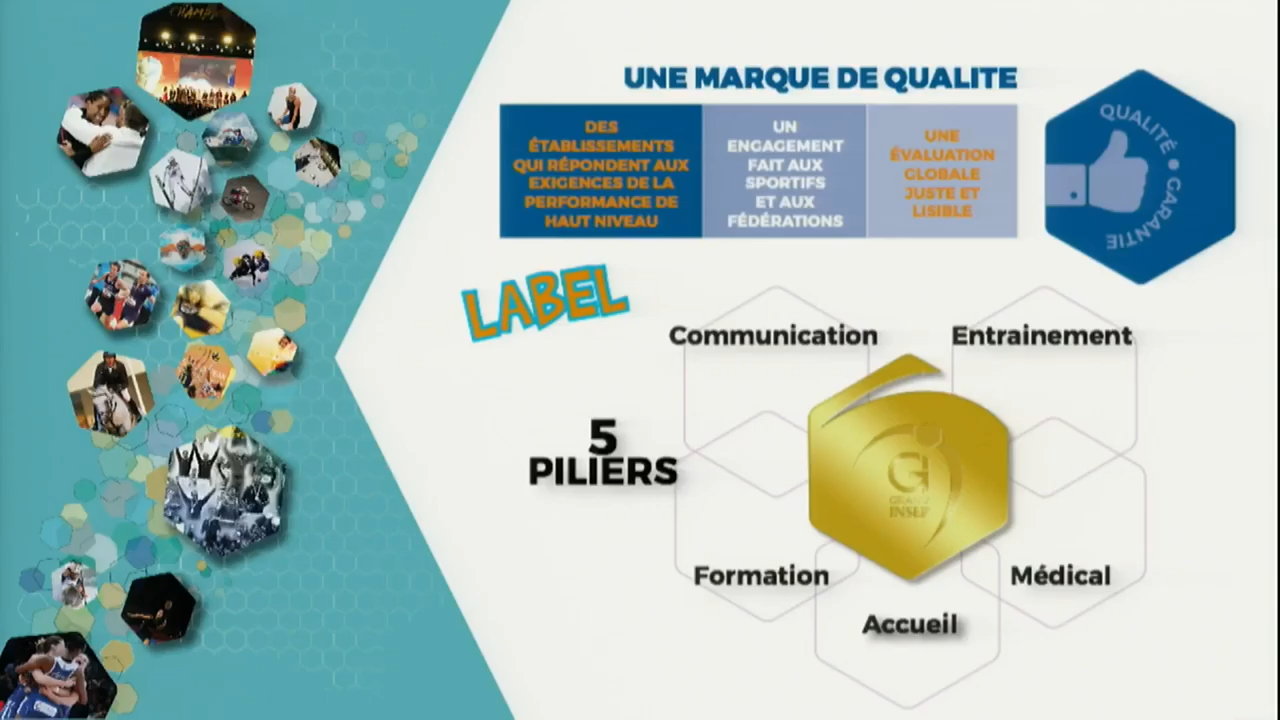 UNE MARQUE DE QUALITE
DES
ÉTABLISSEMENTS
QUI RÉPONDENT AUX
EXIGENCES DE LA
PERFORMANCE DE
HAUT NIVEAU
UN
ENGAGEMENT
FAIT AUX
SPORTIFS
ET AUX
FÉDÉRATIONS
UNE
ÉVALUATION
GLOBALE
JUSTE ET
LISIBLE
QUALITÉ • GARANTIE
LABEL
5
PILIERS
Communication
Entrainement
GRAND
INSEP
Formation
Médical
Accueil